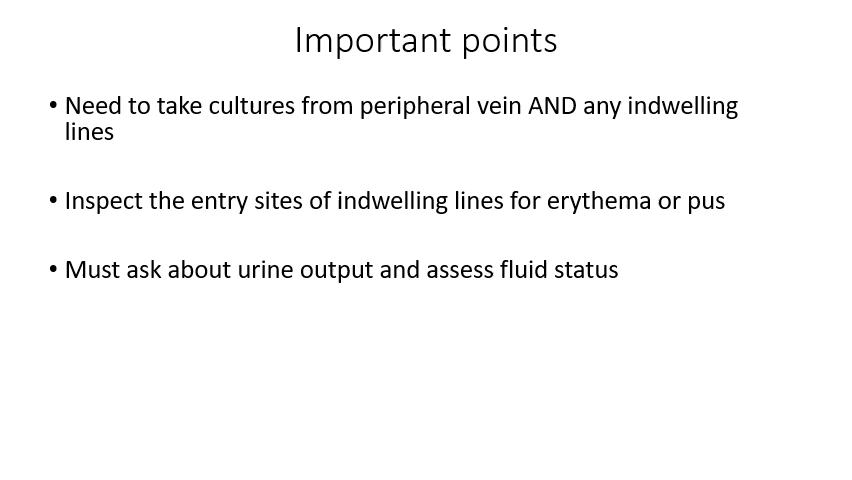 Important points
• Need to take cultures from peripheral vein AND any indwelling
lines
• Inspect the entry sites of indwelling lines for erythema or pus
• Must ask about urine output and assess fluid status